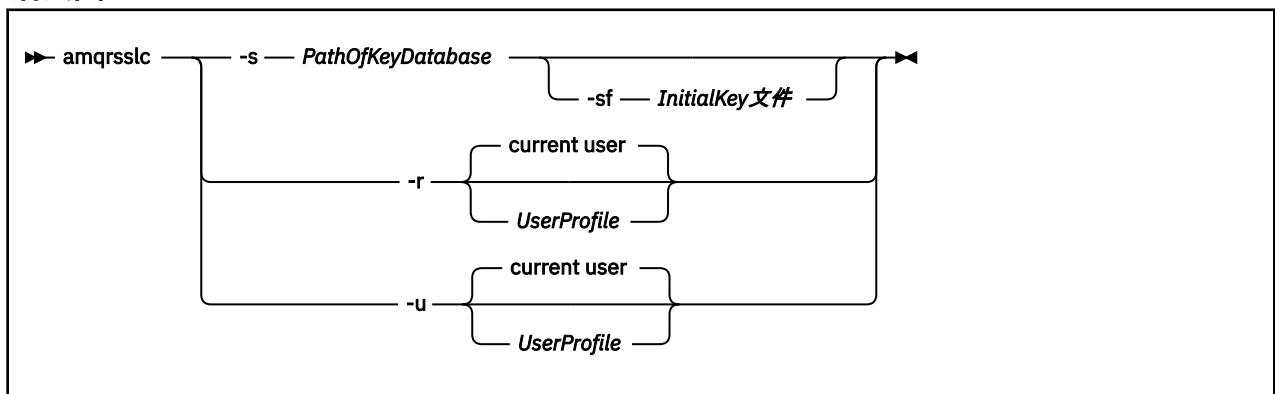 amqrsslc -s PathOfKeyDatabase
-sf InitialKey文件
current user
-r
UserProfile
current user
-u
UserProfile